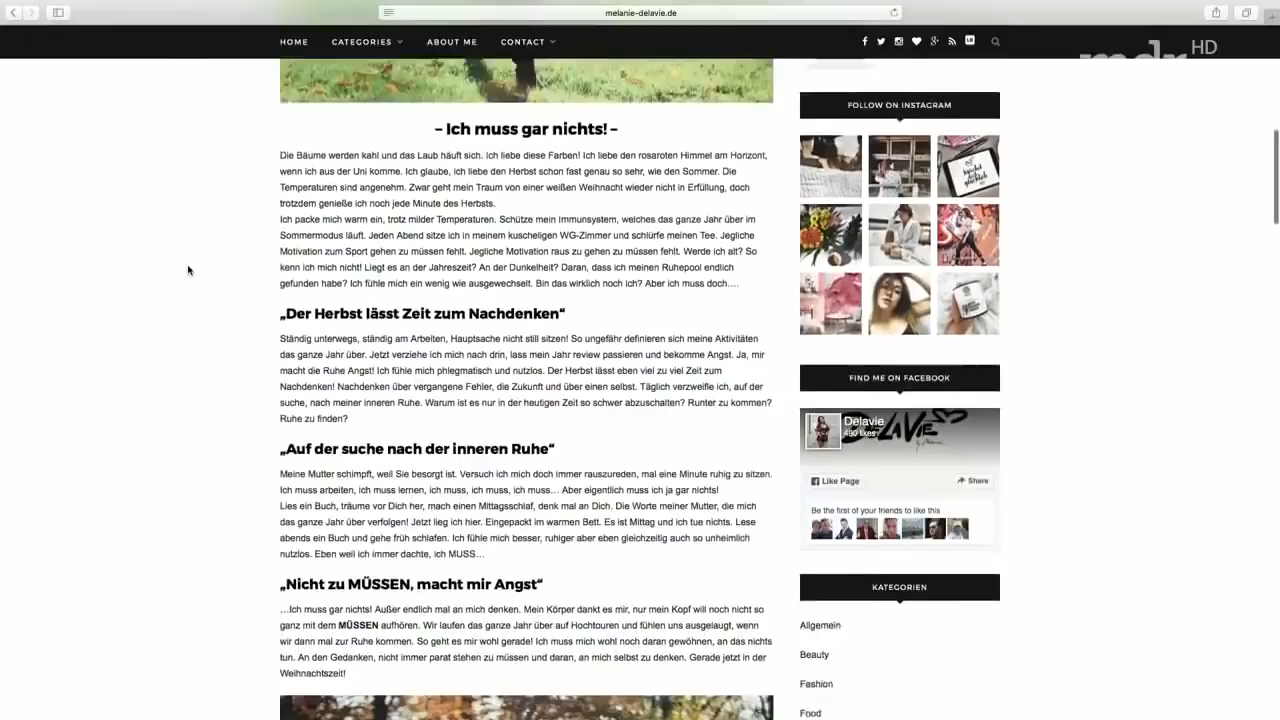 melanie-delavie.de
HOME CATEGORIES ABOUT ME CONTACT
mdr HD
– Ich muss gar nichts! –
Die Bäume werden kahl und das Laub häuft sich. Ich liebe diese Farben! Ich liebe den rosaroten Himmel am Horizont,
wenn ich aus der Uni komme. Ich glaube, ich liebe den Herbst schon fast genau so sehr, wie den Sommer. Die
Temperaturen sind angenehm. Zwar geht mein Traum von einer weißen Weihnacht wieder nicht in Erfüllung, doch
trotzdem genieße ich noch jede Minute des Herbsts.
Ich packe mich warm ein, trotz milder Temperaturen. Schütze mein Immunsystem, welches das ganze Jahr über im
Sommermodus läuft. Jeden Abend sitze ich in meinem kuscheligen WG-Zimmer und schlürfe meinen Tee. Jegliche
Motivation zum Sport gehen zu müssen fehlt. Jegliche Motivation raus zu gehen zu müssen fehlt. Werde ich alt? So
kenn ich mich nicht! Liegt es an der Jahreszeit? An der Dunkelheit? Daran, dass ich meinen Ruhepool endlich
gefunden habe? Ich fühle mich ein wenig wie ausgewechselt. Bin das wirklich noch ich? Aber ich muss doch….
„Der Herbst lässt Zeit zum Nachdenken“
Ständig unterwegs, ständig am Arbeiten, Hauptsache nicht still sitzen! So ungefähr definieren sich meine Aktivitäten
das ganze Jahr über. Jetzt verziehe ich mich nach drin, lass mein Jahr review passieren und bekomme Angst. Ja, mir
macht die Ruhe Angst! Ich fühle mich phlegmatisch und nutzlos. Der Herbst lässt eben viel zu viel Zeit zum
Nachdenken! Nachdenken über vergangene Fehler, die Zukunft und über einen selbst. Täglich verzweifle ich, auf der
suche, nach meiner inneren Ruhe. Warum ist es nur in der heutigen Zeit so schwer abzuschalten? Runter zu kommen?
Ruhe zu finden?
„Auf der suche nach der inneren Ruhe“
Meine Mutter schimpft, weil Sie besorgt ist. Versuch ich mich doch immer rauszureden, mal eine Minute ruhig zu sitzen.
Ich muss arbeiten, ich muss lernen, ich muss, ich muss, ich muss… Aber eigentlich muss ich ja gar nichts!
Lies ein Buch, träume vor Dich her, mach einen Mittagsschlaf, denk mal an Dich. Die Worte meiner Mutter, die mich
das ganze Jahr über verfolgen! Jetzt lieg ich hier. Eingepackt im warmen Bett. Es ist Mittag und ich tue nichts. Lese
abends ein Buch und gehe früh schlafen. Ich fühle mich besser, ruhiger aber eben gleichzeitig auch so unheimlich
nutzlos. Eben weil ich immer dachte, ich MUSS…
„Nicht zu MÜSSEN, macht mir Angst“
…Ich muss gar nichts! Außer endlich mal an mich denken. Mein Körper dankt es mir, nur mein Kopf will noch nicht so
ganz mit dem MÜSSEN aufhören. Wir laufen das ganze Jahr über auf Hochtouren und fühlen uns ausgelaugt, wenn
wir dann mal zur Ruhe kommen. So geht es mir wohl gerade! Ich muss mich wohl noch daran gewöhnen, an das nichts
tun. An den Gedanken, nicht immer parat stehen zu müssen und daran, an mich selbst zu denken. Gerade jetzt in der
Weihnachtszeit!
FOLLOW ON INSTAGRAM
FIND ME ON FACEBOOK
Delavie
490 likes
DELAVIE
Like Page
Share
Be the first of your friends to like this
KATEGORIEN
Allgemein
Beauty
Fashion
Food